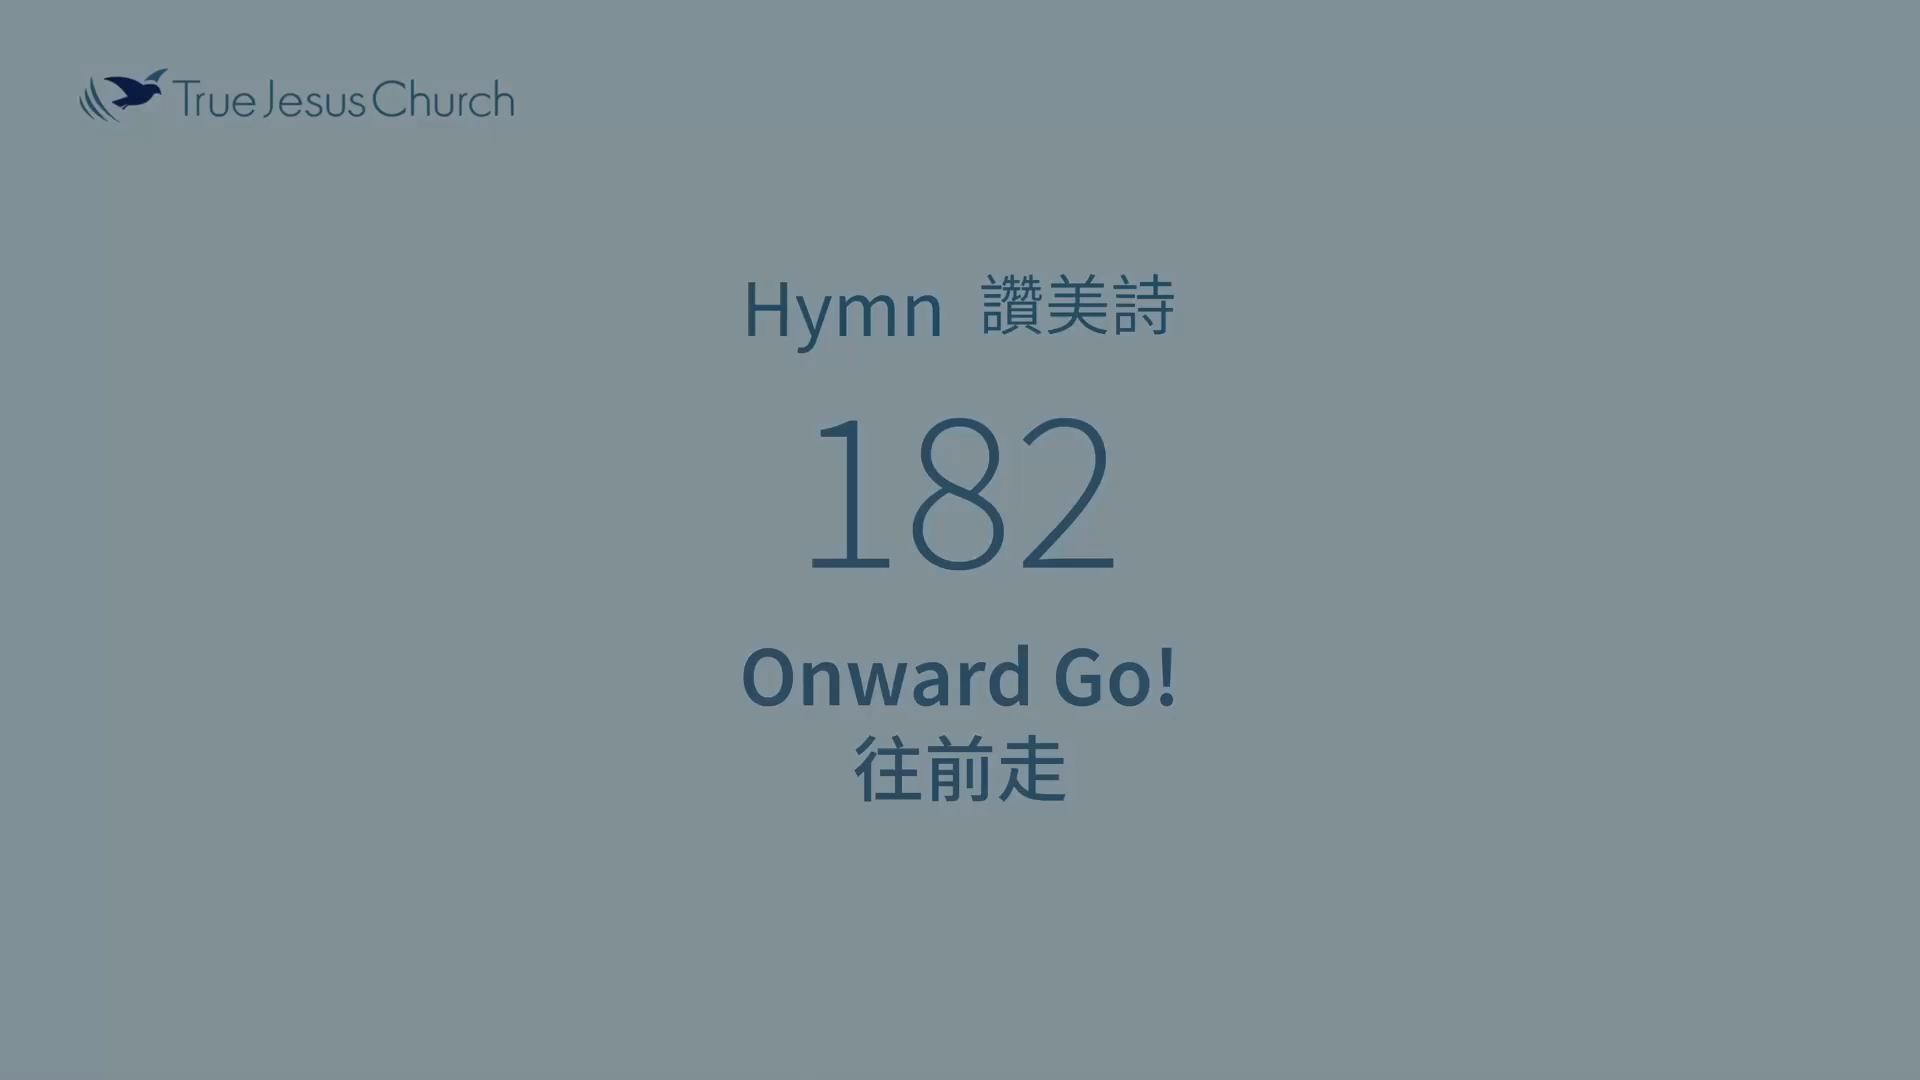 True Jesus Church
Hymn 讚美詩
182
Onward Go!
往前走